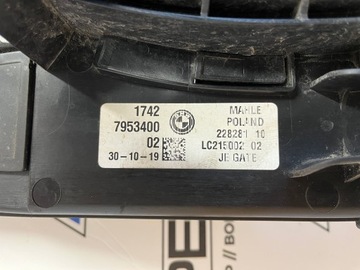 1742
7953400
02
30-10-19
MAHLE
POLAND
228281 10
LC215002 02
JE GATE